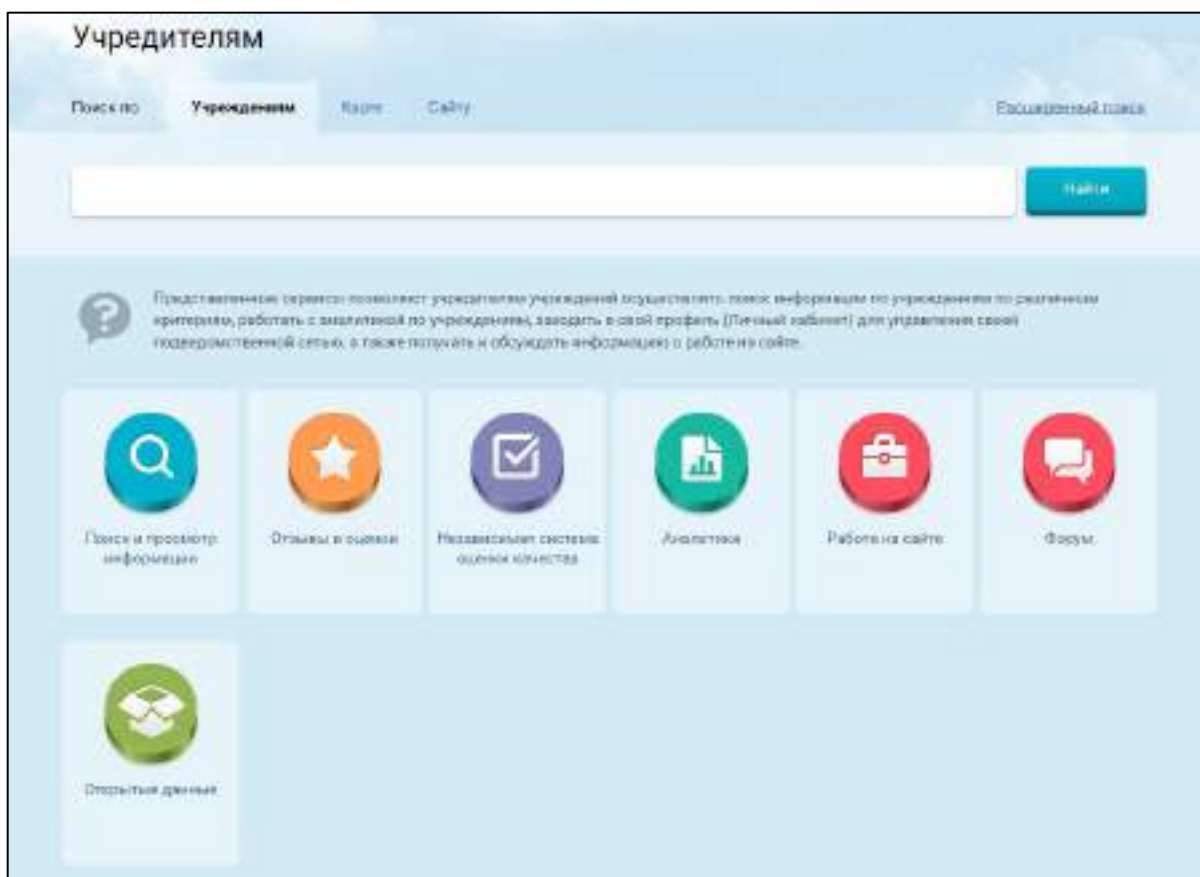 Учредителям
Поиск по Учреждениям Карте Сайту Расширенный поиск
Найти
Представленные сервисы позволяют учредителям учреждений осуществлять поиск информации по учреждениям по различным
критериям, работать с аналитикой по учреждениям, заходить в свой профиль (Личный кабинет) для управления своей
подведомственной сетью, а также получать и обсуждать информацию о работе на сайте.
Поиск и просмотр
информации
Отзывы и оценки
Независимая система
оценки качества
Аналитика
Работа на сайте
Форум
Открытые данные